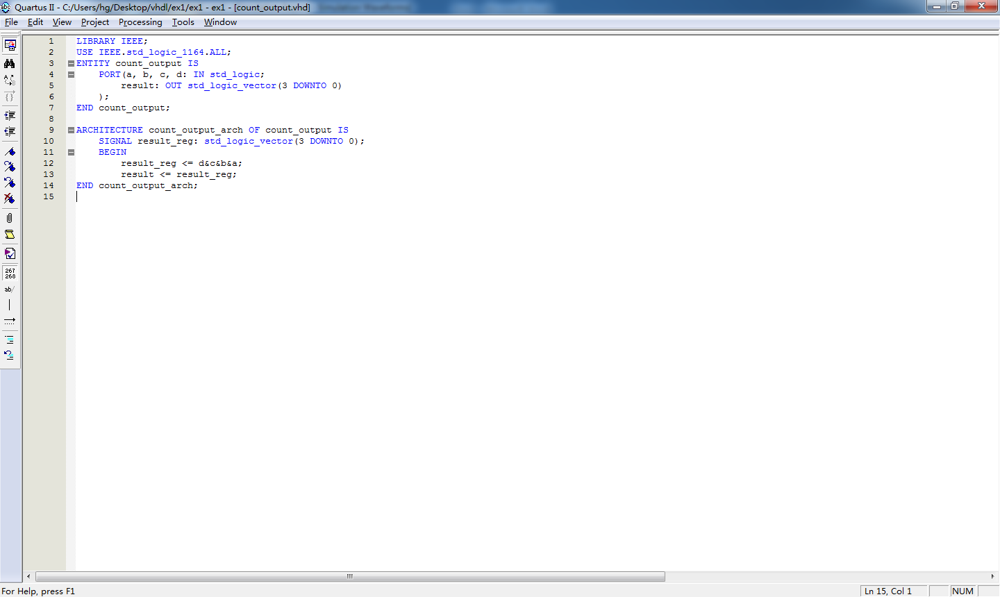 Quartus II - C:/Users/hg/Desktop/vhdl/ex1/ex1 - ex1 - [count_output.vhd]
File Edit View Project Processing Tools Window
1 LIBRARY IEEE;
2 USE IEEE.std_logic_1164.ALL;
3 ENTITY count_output IS
4 PORT(a, b, c, d: IN std_logic;
5 result: OUT std_logic_vector(3 DOWNTO 0)
6 );
7 END count_output;
8
9 ARCHITECTURE count_output_arch OF count_output IS
10 SIGNAL result_reg: std_logic_vector(3 DOWNTO 0);
11 BEGIN
12 result_reg <= d&c&b&a;
13 result <= result_reg;
14 END count_output_arch;
15
267
268
ab/
For Help, press F1 Ln 15, Col 1 NUM